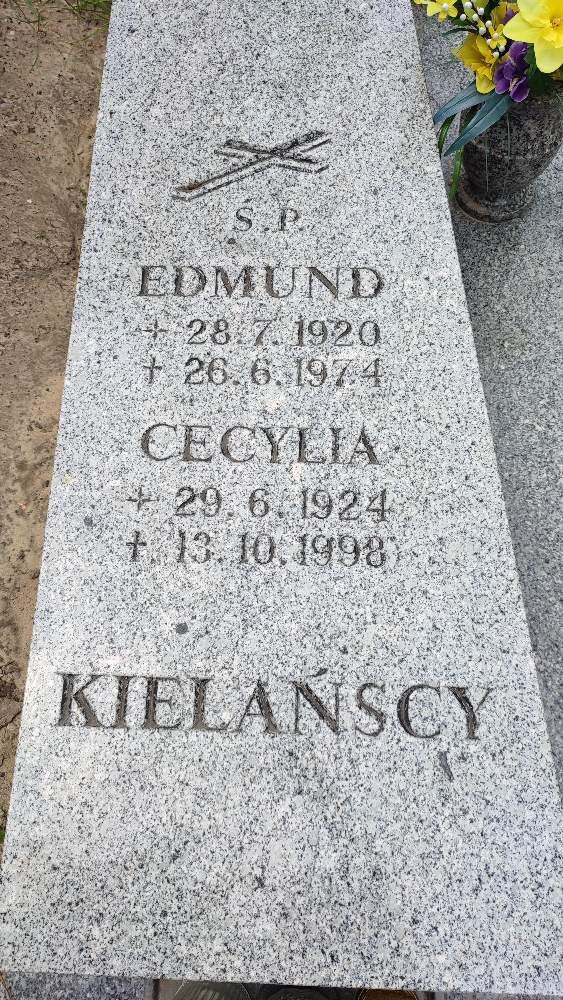 Ś.P.
EDMUND
+ 28.7.1920
† 26.6.1974
CECYLIA
+ 29.6.1924
† 13.10.1998
KIELAŃSCY